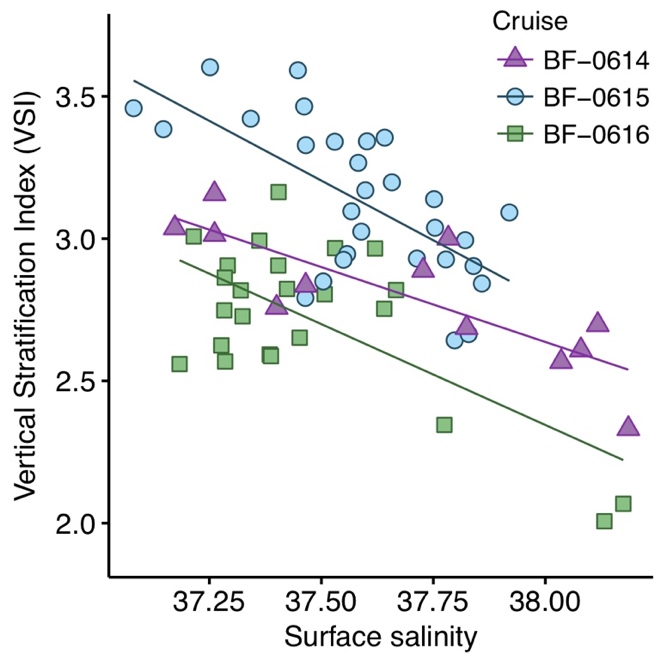 Cruise
BF−0614
BF−0615
BF−0616
Vertical Stratification Index (VSI)
3.5
3.0
2.5
2.0
37.25 37.50 37.75 38.00
Surface salinity